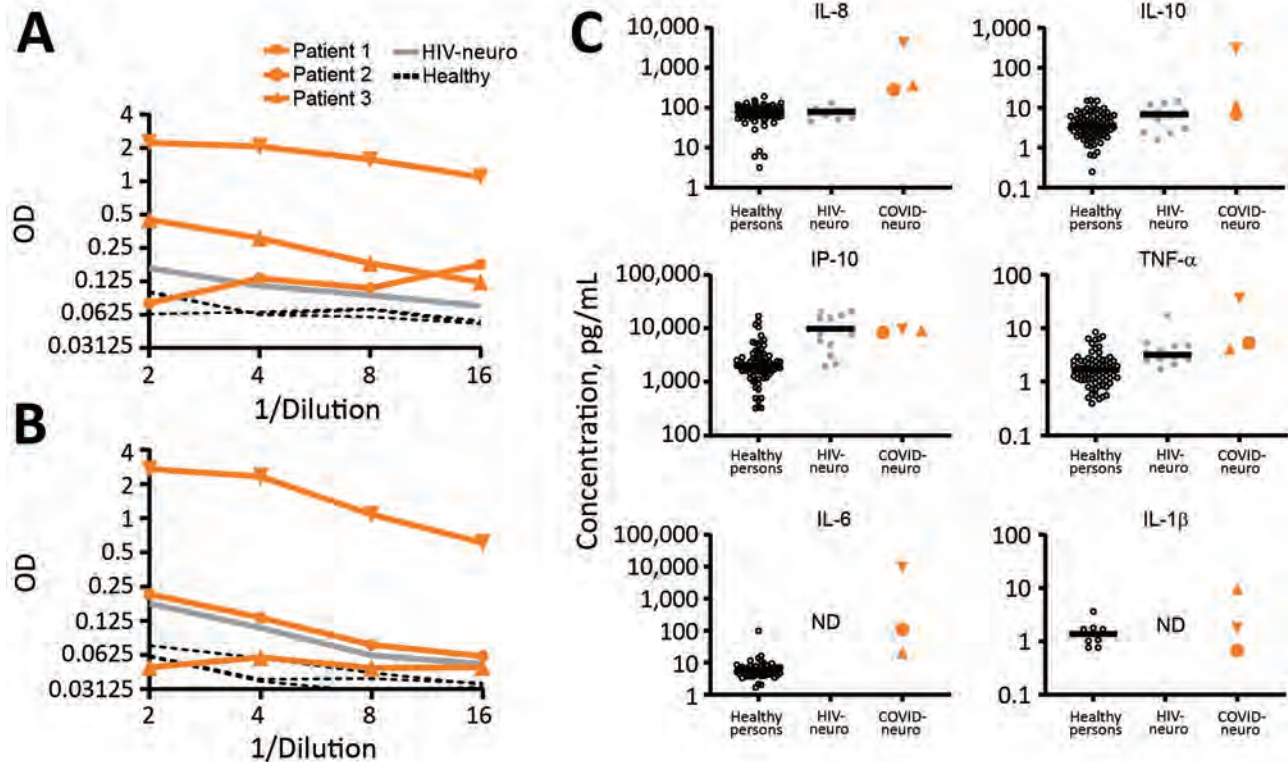 A
Patient 1
Patient 2
Patient 3
HIV-neuro
Healthy
4
2
1
0.5
0.25
0.125
0.0625
0.03125
OD
2 4 8 16
1/Dilution
B
4
2
1
0.5
0.25
0.125
0.0625
0.03125
OD
2 4 8 16
1/Dilution
C
Concentration, pg/mL
IL-8
10,000
1,000
100
10
1
Healthy persons
HIV-neuro
COVID-neuro
IL-10
1,000
100
10
1
0.1
Healthy persons
HIV-neuro
COVID-neuro
IP-10
100,000
10,000
1,000
100
Healthy persons
HIV-neuro
COVID-neuro
TNF-α
100
10
1
0.1
Healthy persons
HIV-neuro
COVID-neuro
IL-6
100,000
10,000
1,000
100
10
1
ND
Healthy persons
HIV-neuro
COVID-neuro
IL-1β
100
10
1
0.1
ND
Healthy persons
HIV-neuro
COVID-neuro